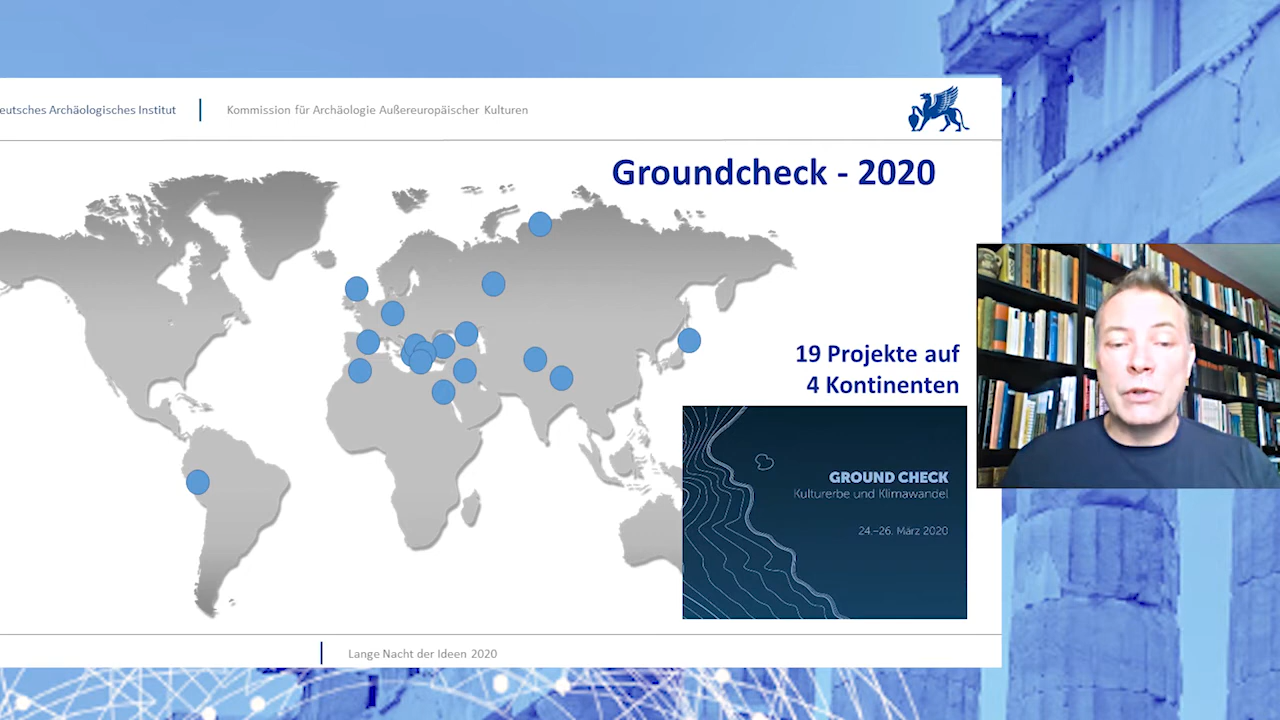 eutsches Archäologisches Institut
Kommission für Archäologie Außereuropäischer Kulturen
Groundcheck - 2020
19 Projekte auf
4 Kontinenten
GROUND CHECK
Kulturerbe und Klimawandel
24.–26. März 2020
Lange Nacht der Ideen 2020